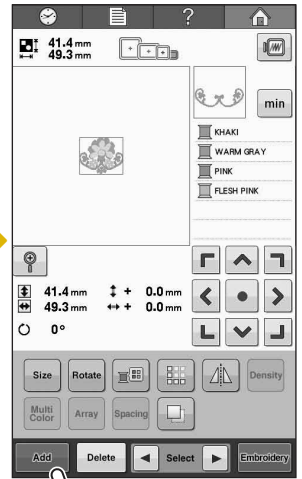 ?
41.4 mm
49.3 mm
min
KHAKI
WARM GRAY
PINK
FLESH PINK
41.4 mm + 0.0 mm
49.3 mm + 0.0 mm
0°
Size Rotate Density
Multi Color Array Spacing
Add Delete Select Embroidery